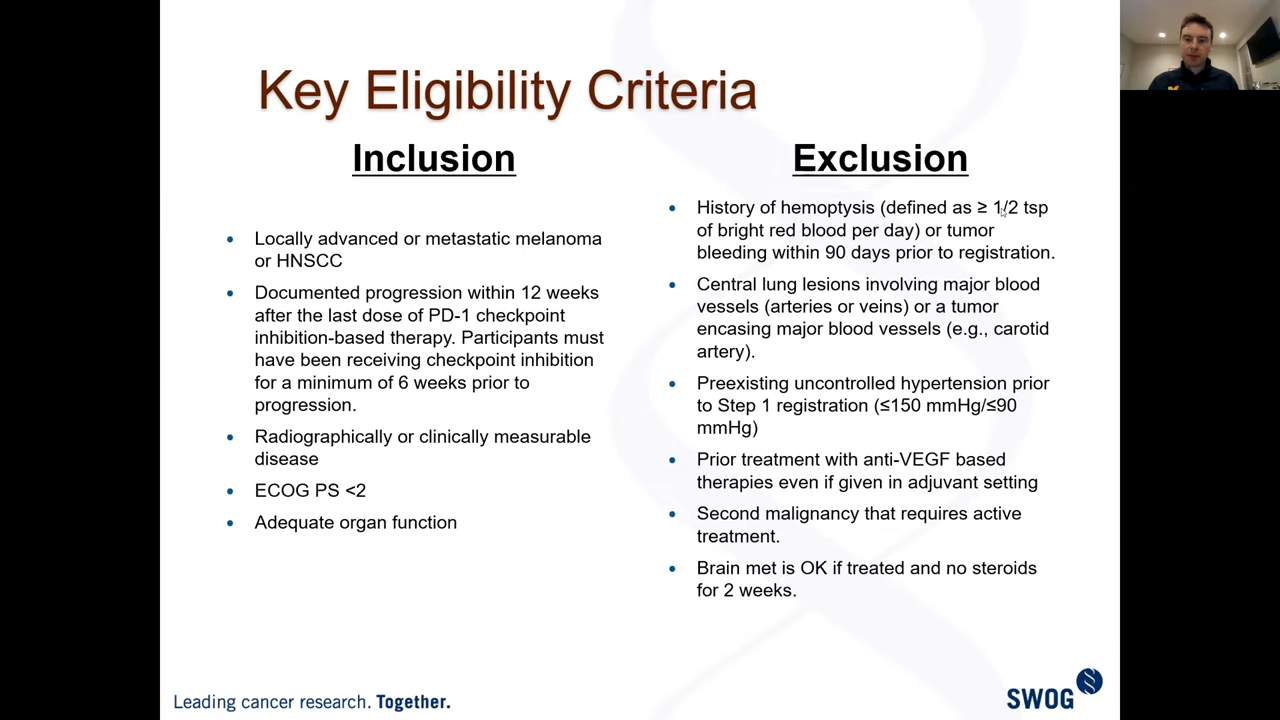 Key Eligibility Criteria
Inclusion
• Locally advanced or metastatic melanoma
or HNSCC
• Documented progression within 12 weeks
after the last dose of PD-1 checkpoint
inhibition-based therapy. Participants must
have been receiving checkpoint inhibition
for a minimum of 6 weeks prior to
progression.
• Radiographically or clinically measurable
disease
• ECOG PS <2
• Adequate organ function
Exclusion
• History of hemoptysis (defined as ≥ 1/2 tsp
of bright red blood per day) or tumor
bleeding within 90 days prior to registration.
• Central lung lesions involving major blood
vessels (arteries or veins) or a tumor
encasing major blood vessels (e.g., carotid
artery).
• Preexisting uncontrolled hypertension prior
to Step 1 registration (≤150 mmHg/≤90
mmHg)
• Prior treatment with anti-VEGF based
therapies even if given in adjuvant setting
• Second malignancy that requires active
treatment.
• Brain met is OK if treated and no steroids
for 2 weeks.
Leading cancer research. Together.
SWOG